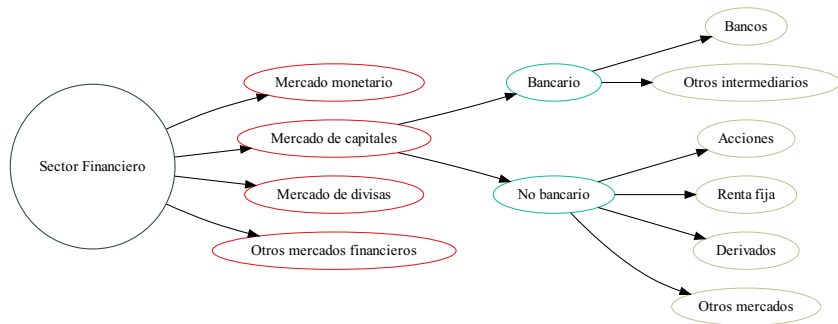 Sector Financiero
Mercado monetario
Mercado de capitales
Mercado de divisas
Otros mercados financieros
Bancario
No bancario
Bancos
Otros intermediarios
Acciones
Renta fija
Derivados
Otros mercados